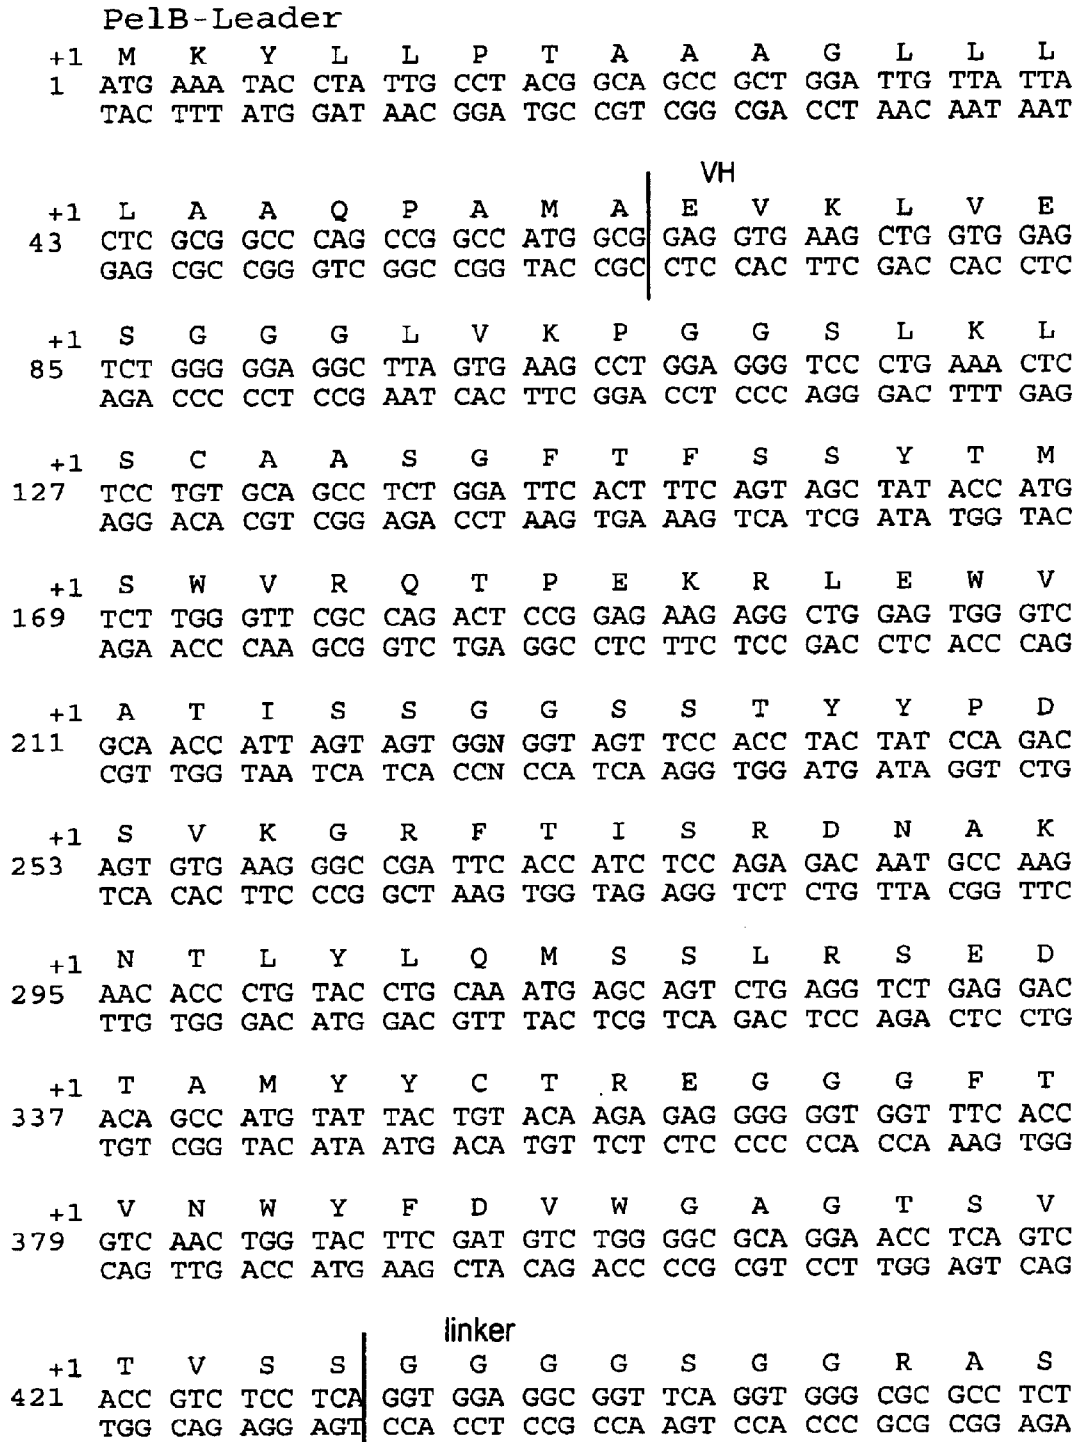 PelB-Leader
+1 M K Y L L P T A A A G L L L
1 ATG AAA TAC CTA TTG CCT ACG GCA GCC GCT GGA TTG TTA TTA
TAC TTT ATG GAT AAC GGA TGC CGT CGG CGA CCT AAC AAT AAT
VH
+1 L A A Q P A M A E V K L V E
43 CTC GCG GCC CAG CCG GCC ATG GCG GAG GTG AAG CTG GTG GAG
GAG CGC CGG GTC GGC CGG TAC CGC CTC CAC TTC GAC CAC CTC
+1 S G G G L V K P G G S L K L
85 TCT GGG GGA GGC TTA GTG AAG CCT GGA GGG TCC CTG AAA CTC
AGA CCC CCT CCG AAT CAC TTC GGA CCT CCC AGG GAC TTT GAG
+1 S C A A S G F T F S S Y T M
127 TCC TGT GCA GCC TCT GGA TTC ACT TTC AGT AGC TAT ACC ATG
AGG ACA CGT CGG AGA CCT AAG TGA AAG TCA TCG ATA TGG TAC
+1 S W V R Q T P E K R L E W V
169 TCT TGG GTT CGC CAG ACT CCG GAG AAG AGG CTG GAG TGG GTC
AGA ACC CAA GCG GTC TGA GGC CTC TTC TCC GAC CTC ACC CAG
+1 A T I S S G G S S T Y Y P D
211 GCA ACC ATT AGT AGT GGN GGT AGT TCC ACC TAC TAT CCA GAC
CGT TGG TAA TCA TCA CCN CCA TCA AGG TGG ATG ATA GGT CTG
+1 S V K G R F T I S R D N A K
253 AGT GTG AAG GGC CGA TTC ACC ATC TCC AGA GAC AAT GCC AAG
TCA CAC TTC CCG GCT AAG TGG TAG AGG TCT CTG TTA CGG TTC
+1 N T L Y L Q M S S L R S E D
295 AAC ACC CTG TAC CTG CAA ATG AGC AGT CTG AGG TCT GAG GAC
TTG TGG GAC ATG GAC GTT TAC TCG TCA GAC TCC AGA CTC CTG
+1 T A M Y Y C T R E G G G F T
337 ACA GCC ATG TAT TAC TGT ACA AGA GAG GGG GGT GGT TTC ACC
TGT CGG TAC ATA ATG ACA TGT TCT CTC CCC CCA CCA AAG TGG
+1 V N W Y F D V W G A G T S V
379 GTC AAC TGG TAC TTC GAT GTC TGG GGC GCA GGA ACC TCA GTC
CAG TTG ACC ATG AAG CTA CAG ACC CCG CGT CCT TGG AGT CAG
linker
+1 T V S S G G G G S G G R A S
421 ACC GTC TCC TCA GGT GGA GGC GGT TCA GGT GGG CGC GCC TCT
TGG CAG AGG AGT CCA CCT CCG CCA AGT CCA CCC GCG CGG AGA